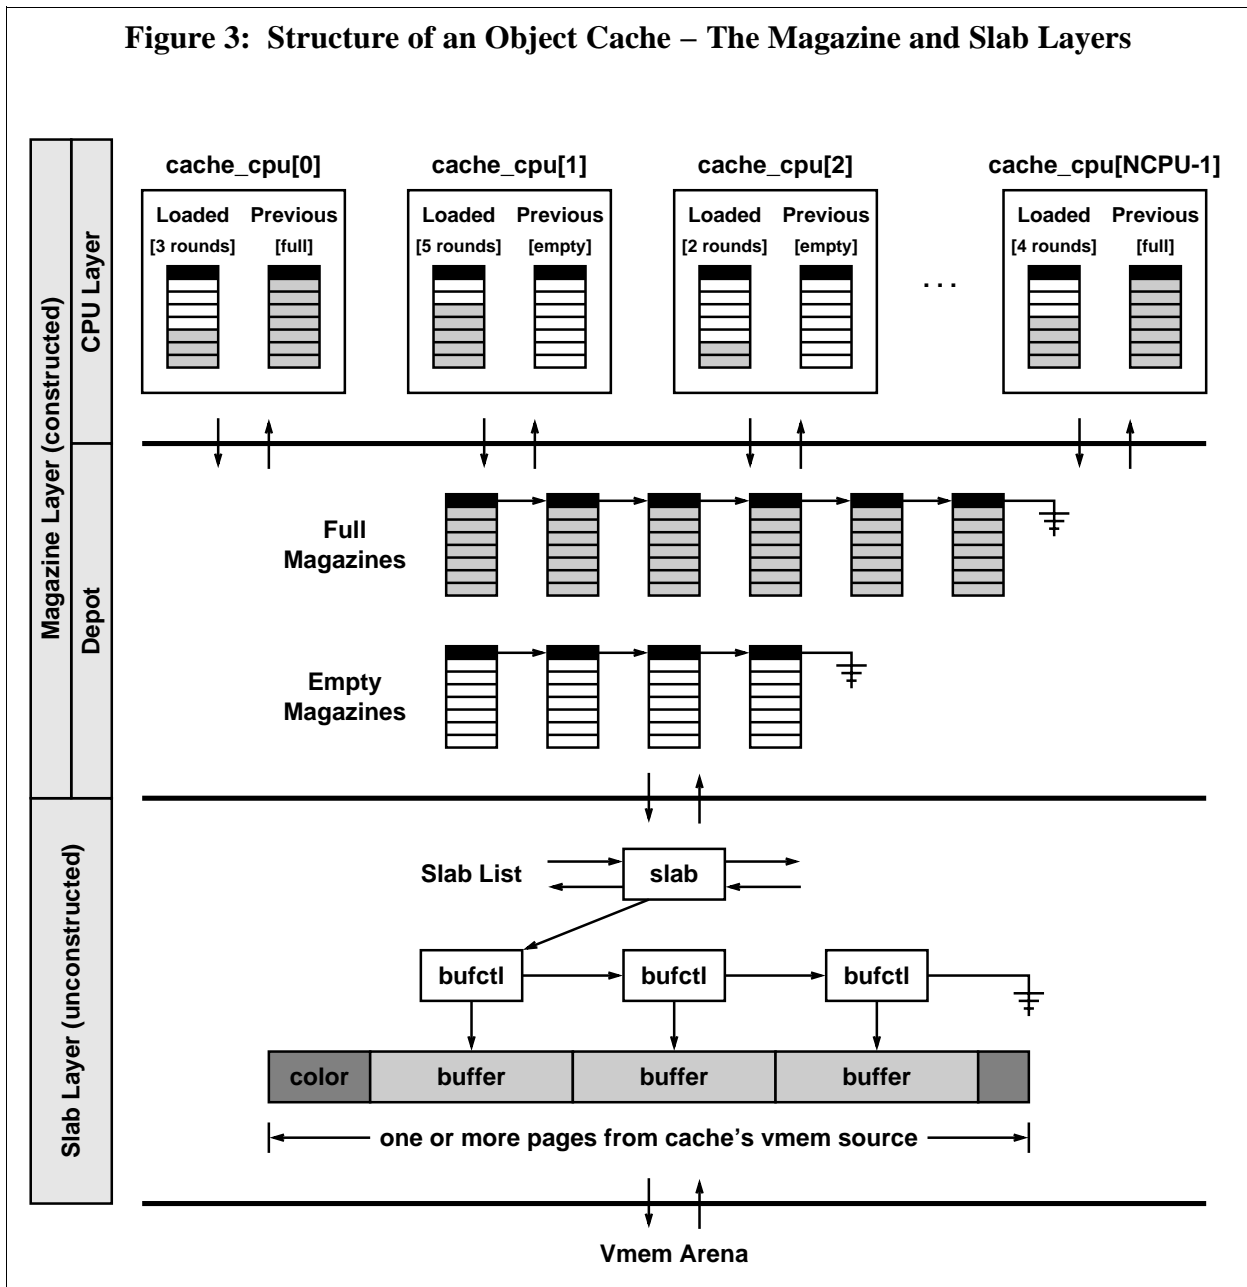 Figure 3: Structure of an Object Cache – The Magazine and Slab Layers
cache_cpu[0]
Loaded Previous
[3 rounds] [full]
cache_cpu[1]
Loaded Previous
[5 rounds] [empty]
cache_cpu[2]
Loaded Previous
[2 rounds] [empty]
. . .
cache_cpu[NCPU-1]
Loaded Previous
[4 rounds] [full]
Magazine Layer (constructed)
CPU Layer
Depot
Full
Magazines
Empty
Magazines
Slab Layer (unconstructed)
Slab List
slab
bufctl bufctl bufctl
color buffer buffer buffer
one or more pages from cache's vmem source
Vmem Arena